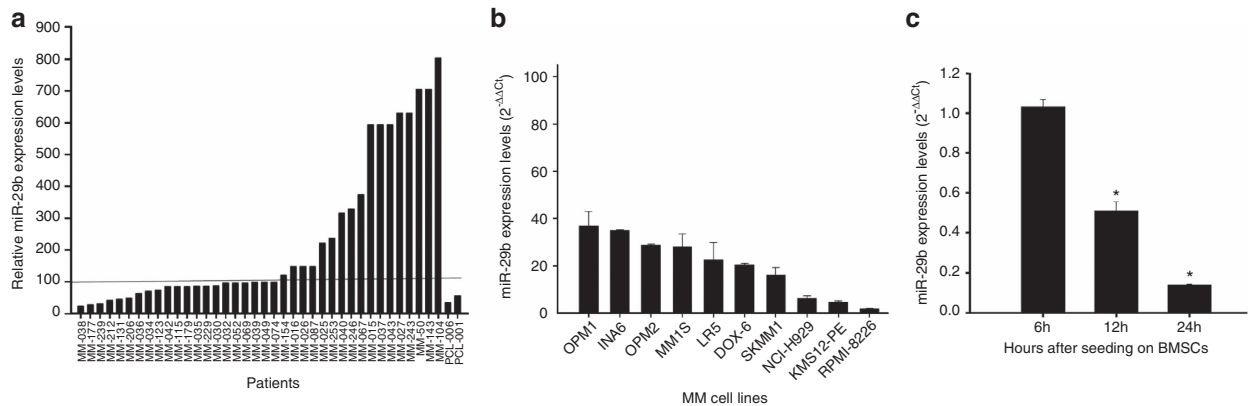 a
Relative miR-29b expression levels
900
800
700
600
500
400
300
200
100
0
MM-038
MM-177
MM-239
MM-212
MM-131
MM-206
MM-036
MM-034
MM-123
MM-042
MM-115
MM-179
MM-035
MM-229
MM-030
MM-032
MM-052
MM-069
MM-039
MM-049
MM-074
MM-154
MM-016
MM-026
MM-087
MM-025
MM-253
MM-040
MM-246
MM-067
MM-015
MM-037
MM-043
MM-027
MM-243
MM-50
MM-143
MM-104
PCL-006
PCL-001
Patients
b
miR-29b expression levels (2-ΔΔCt)
100
80
60
40
20
0
OPM1
INA6
OPM2
MM1S
LR5
DOX-6
SKMM1
NCI-H929
KMS12-PE
RPMI-8226
MM cell lines
c
miR-29b expression levels (2-ΔΔCt)
1.2
1.0
0.8
0.6
0.4
0.2
0.0
*
*
6h
12h
24h
Hours after seeding on BMSCs